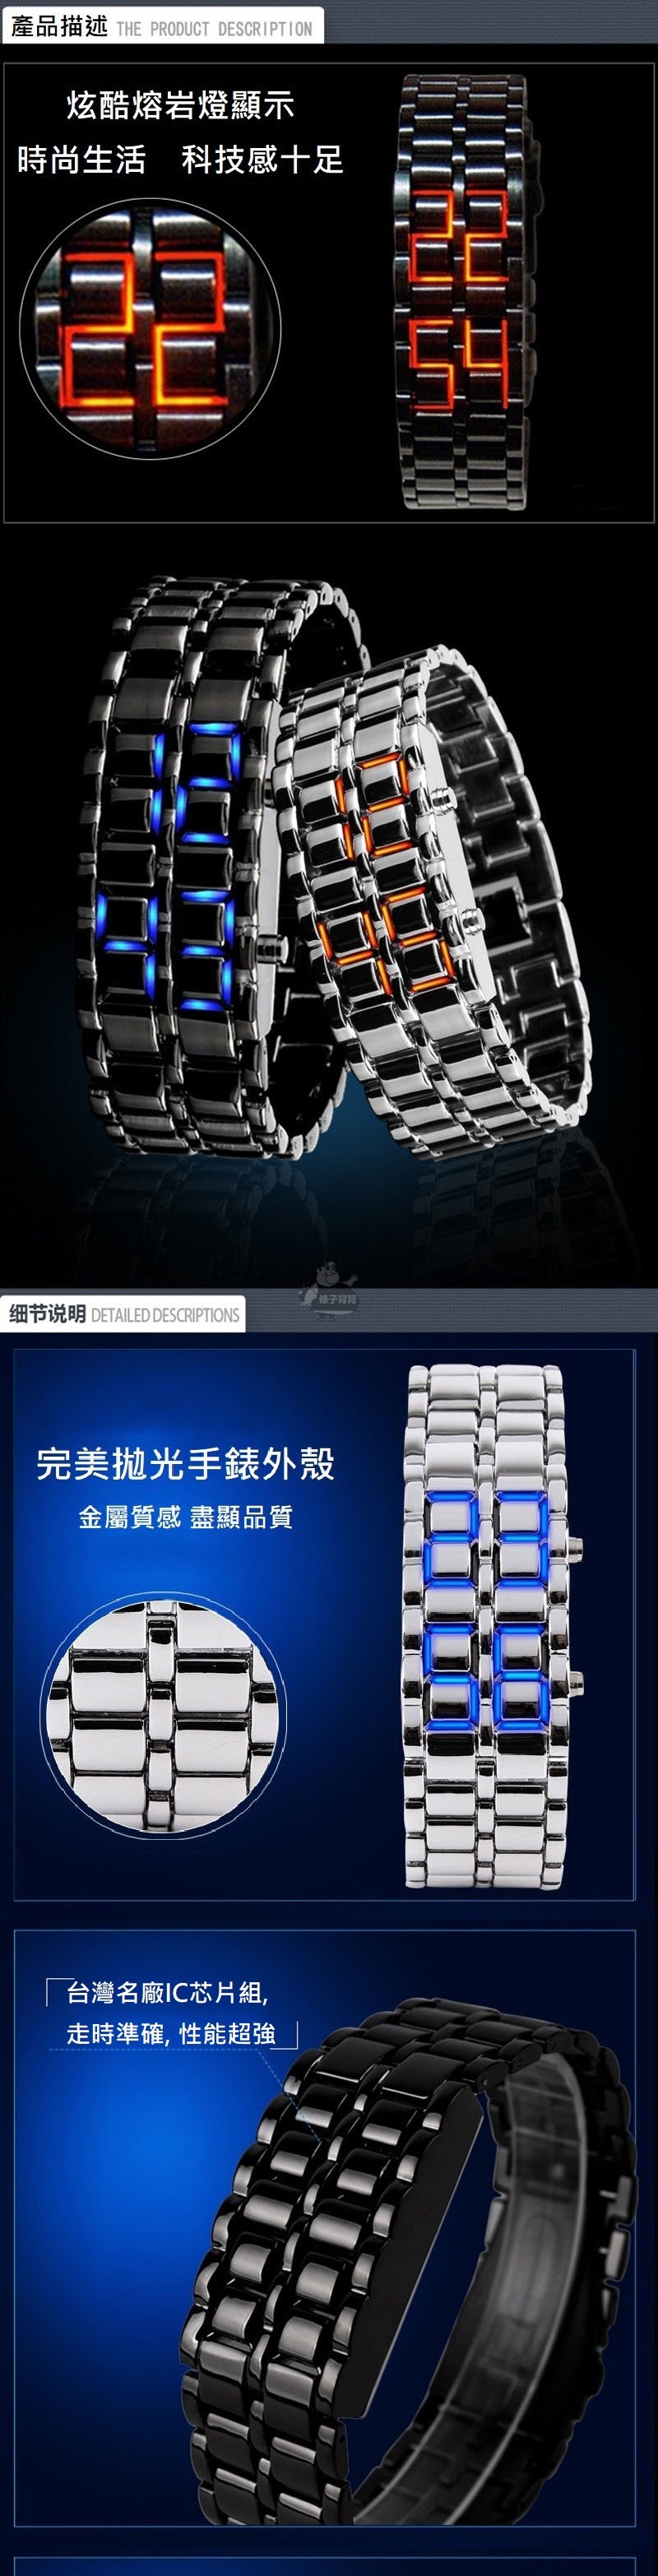 產品描述 THE PRODUCT DESCRIPTION
炫酷熔岩燈顯示
時尚生活 科技感十足
22
22
54
细节说明 DETAILED DESCRIPTIONS
完美拋光手錶外殼
金屬質感 盡顯品質
台灣名廠IC芯片組,
走時準確, 性能超強